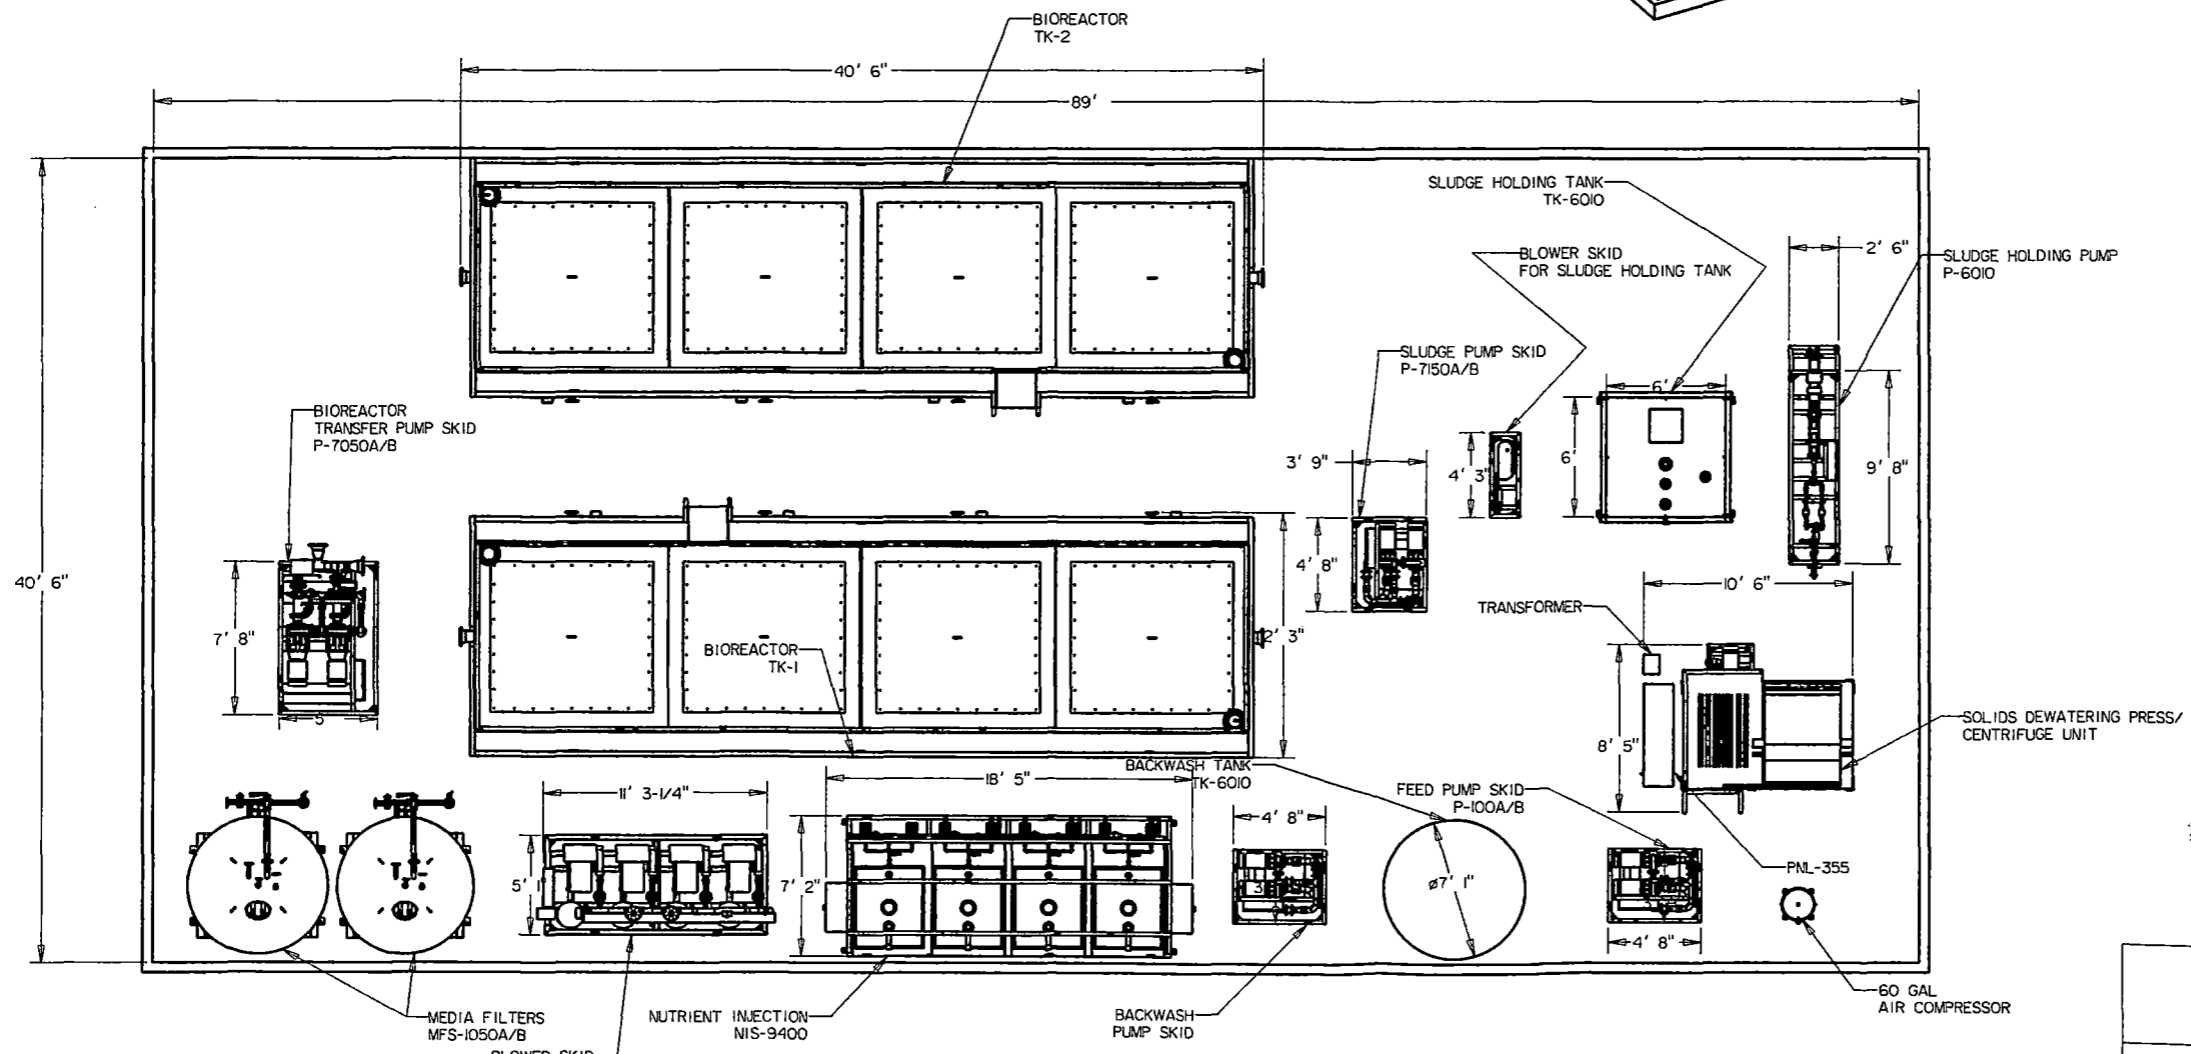 BIOREACTOR
TK-2
40' 6"
89'
SLUDGE HOLDING TANK
TK-6010
BLOWER SKID
FOR SLUDGE HOLDING TANK
2' 6"
SLUDGE HOLDING PUMP
P-6010
SLUDGE PUMP SKID
P-7150A/B
6'
BIOREACTOR
TRANSFER PUMP SKID
P-7050A/B
3' 9"
4' 3"
6'
9' 8"
40' 6"
4' 8"
10' 6"
TRANSFORMER
7' 8"
2' 3"
BIOREACTOR
TK-1
5'
SOLIDS DEWATERING PRESS/
CENTRIFUGE UNIT
8' 5"
BACKWASH TANK
TK-6010
18' 5"
11' 3-1/4"
FEED PUMP SKID
P-100A/B
4' 8"
PNL-355
5' 1"
7' 2"
3'
ø7' 1"
4' 8"
60 GAL
AIR COMPRESSOR
MEDIA FILTERS
MFS-1050A/B
NUTRIENT INJECTION
NIS-9400
BACKWASH
PUMP SKID
BLOWER SKID